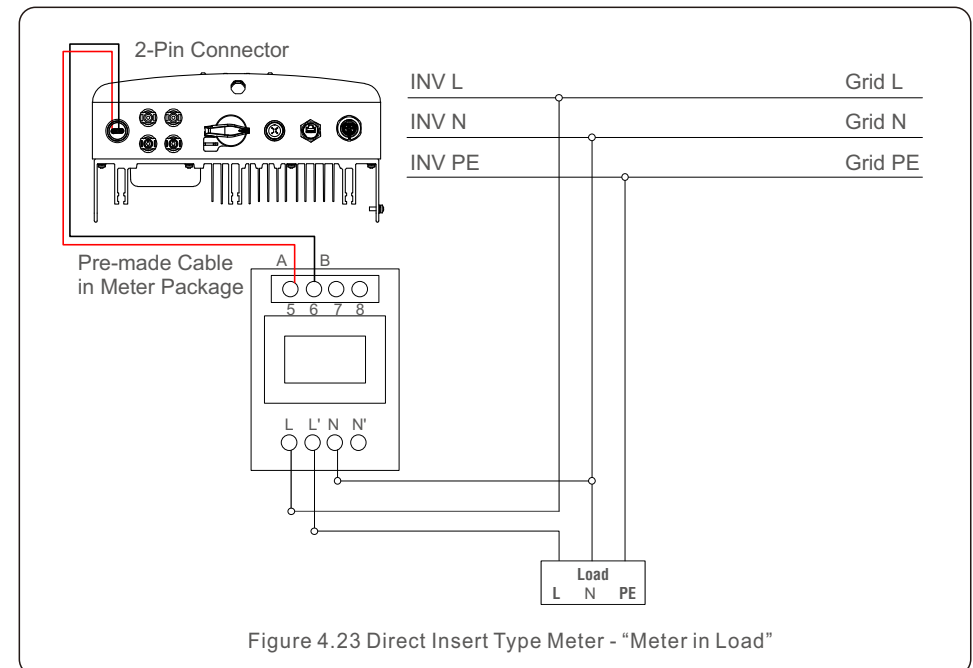 2-Pin Connector
INV L Grid L
INV N Grid N
INV PE Grid PE
Pre-made Cable
in Meter Package
A B
5 6 7 8
L L' N N'
Load
L N PE
Figure 4.23 Direct Insert Type Meter - “Meter in Load”